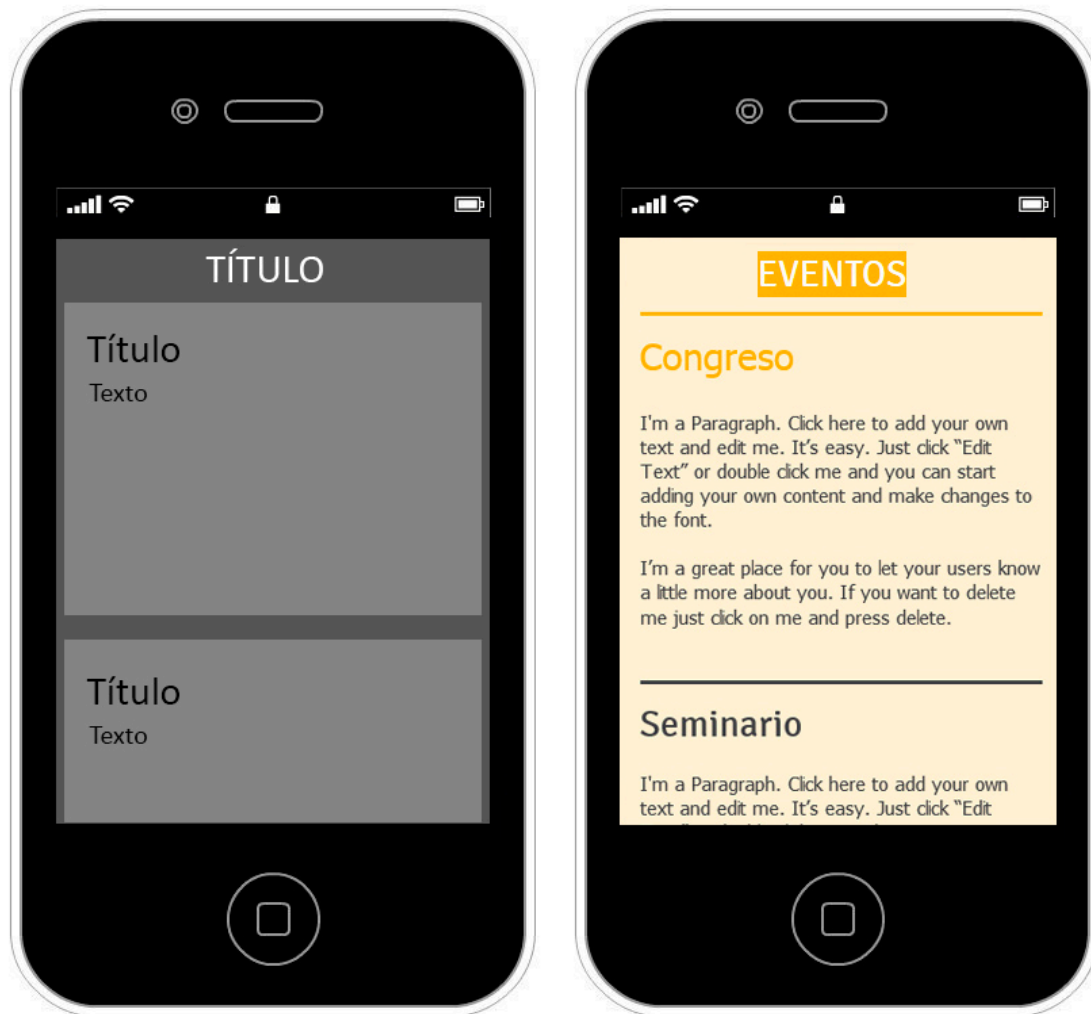 TÍTULO
Título
Texto
Título
Texto
EVENTOS
Congreso
I'm a Paragraph. Click here to add your own
text and edit me. It’s easy. Just click “Edit
Text” or double click me and you can start
adding your own content and make changes to
the font.
I’m a great place for you to let your users know
a little more about you. If you want to delete
me just click on me and press delete.
Seminario
I'm a Paragraph. Click here to add your own
text and edit me. It’s easy. Just click “Edit